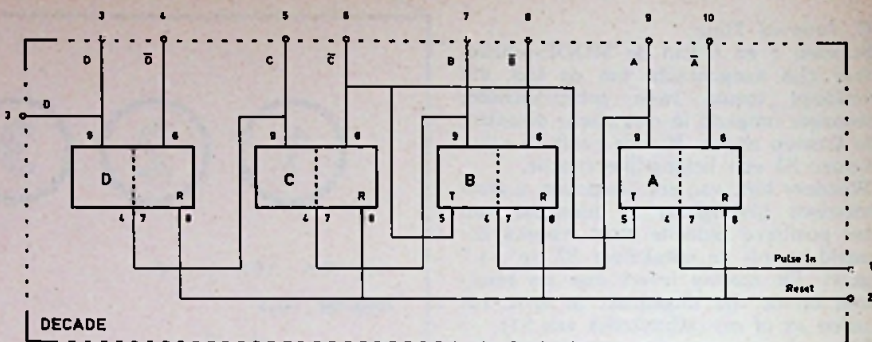 3 4 5 6 7 8 9 10
D D̅ C C̅ B B̅ A A̅
3 D
9 6 9 6 9 6 9 6
D C B A
R R T R T R
4 7 8 4 7 8 5 4 7 8 5 4 7 8
Pulse In 1
Reset 2
DECADE